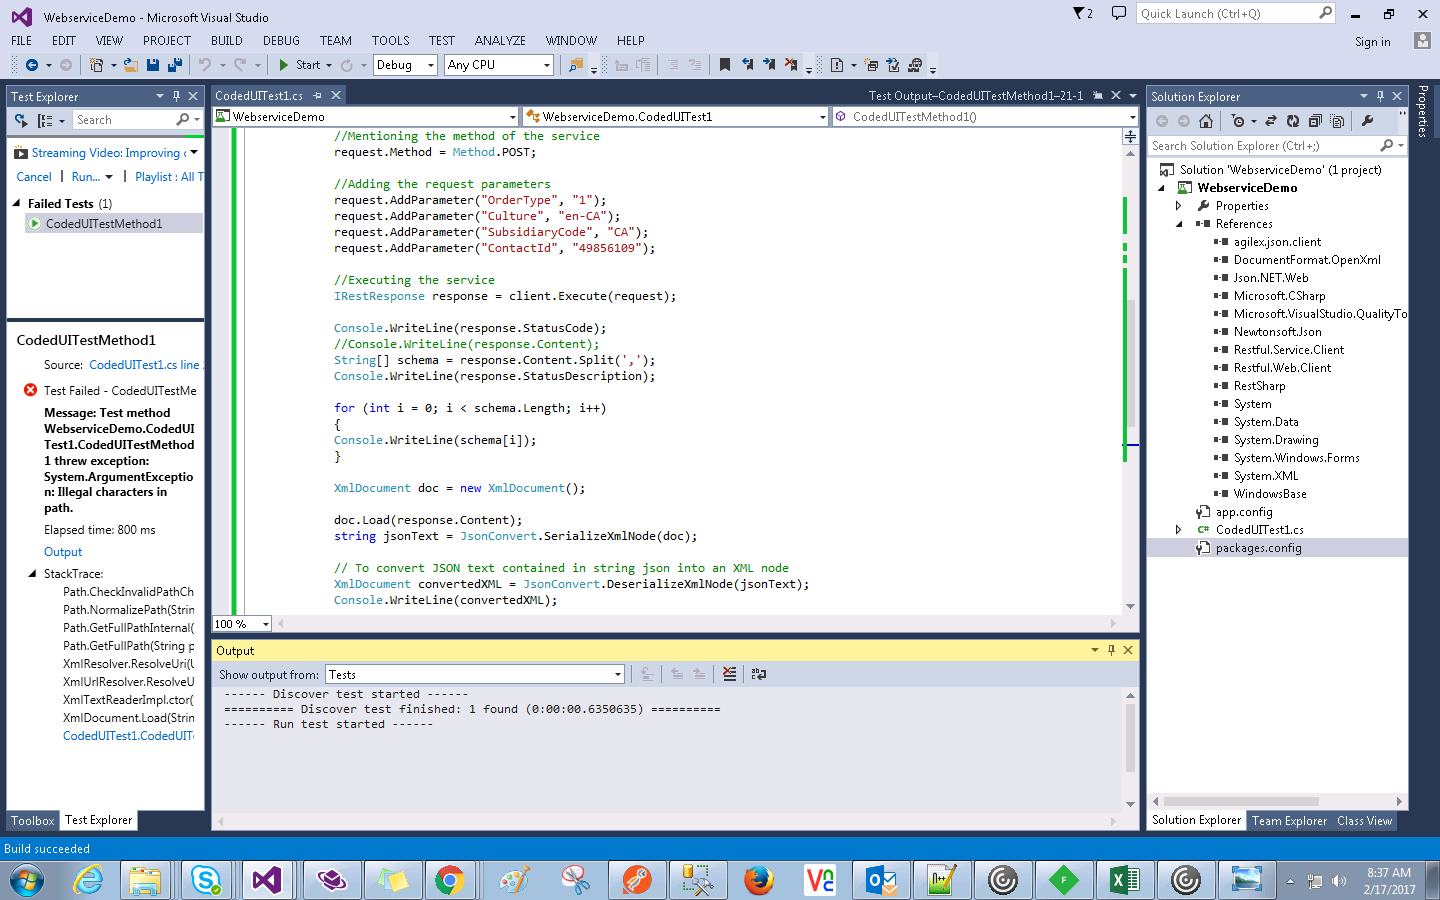 WebserviceDemo - Microsoft Visual Studio
2
Quick Launch (Ctrl+Q)
FILE EDIT VIEW PROJECT BUILD DEBUG TEAM TOOLS TEST ANALYZE WINDOW HELP
Sign in
Start Debug Any CPU
Test Explorer
Search
Streaming Video: Improving
Cancel | Run... | Playlist : All T
Failed Tests (1)
CodedUITestMethod1
CodedUITestMethod1
Source: CodedUITest1.cs line
Test Failed - CodedUITestMe
Message: Test method
WebserviceDemo.CodedUI
Test1.CodedUITestMethod
1 threw exception:
System.ArgumentExceptio
n: Illegal characters in
path.
Elapsed time: 800 ms
Output
StackTrace:
Path.CheckInvalidPathCh
Path.NormalizePath(Strin
Path.GetFullPathInternal(
Path.GetFullPath(String p
XmlResolver.ResolveUri(U
XmlUrlResolver.ResolveU
XmlTextReaderImpl.ctor(
XmlDocument.Load(Strin
CodedUITest1.CodedUIT
Toolbox Test Explorer
CodedUITest1.cs
Test Output–CodedUITestMethod1–21-1
WebserviceDemo WebserviceDemo.CodedUITest1 CodedUITestMethod1()
//Mentioning the method of the service
request.Method = Method.POST;
//Adding the request parameters
request.AddParameter("OrderType", "1");
request.AddParameter("Culture", "en-CA");
request.AddParameter("SubsidiaryCode", "CA");
request.AddParameter("ContactId", "49856109");
//Executing the service
IRestResponse response = client.Execute(request);
Console.WriteLine(response.StatusCode);
//Console.WriteLine(response.Content);
String[] schema = response.Content.Split(',');
Console.WriteLine(response.StatusDescription);
for (int i = 0; i < schema.Length; i++)
{
Console.WriteLine(schema[i]);
}
XmlDocument doc = new XmlDocument();
doc.Load(response.Content);
string jsonText = JsonConvert.SerializeXmlNode(doc);
// To convert JSON text contained in string json into an XML node
XmlDocument convertedXML = JsonConvert.DeserializeXmlNode(jsonText);
Console.WriteLine(convertedXML);
100 %
Output
Show output from: Tests
------ Discover test started ------
========== Discover test finished: 1 found (0:00:00.6350635) ==========
------ Run test started ------
Solution Explorer
Search Solution Explorer (Ctrl+;)
Solution 'WebserviceDemo' (1 project)
WebserviceDemo
Properties
References
agilex.json.client
DocumentFormat.OpenXml
Json.NET.Web
Microsoft.CSharp
Microsoft.VisualStudio.QualityTo
Newtonsoft.Json
Restful.Service.Client
Restful.Web.Client
RestSharp
System
System.Data
System.Drawing
System.Windows.Forms
System.XML
WindowsBase
app.config
C# CodedUITest1.cs
packages.config
Solution Explorer Team Explorer Class View
Properties
Build succeeded
8:37 AM
2/17/2017